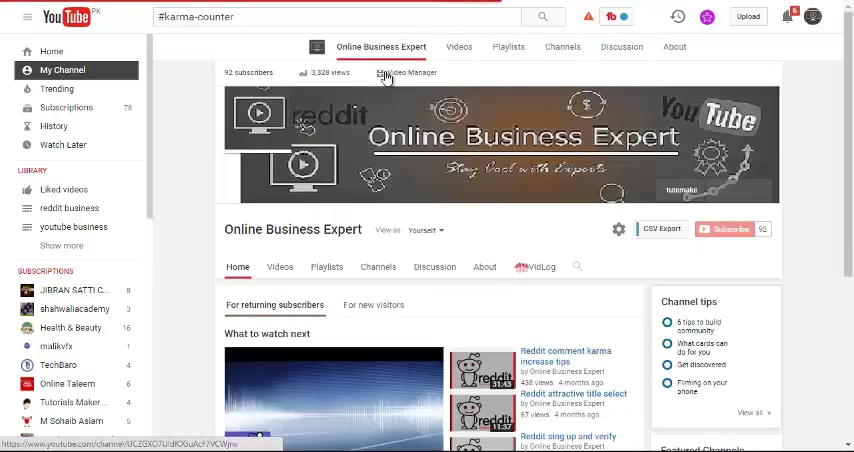 YouTube PK
#karma-counter
Upload
6
Home
My Channel
Trending
Subscriptions 78
History
Watch Later
LIBRARY
Liked videos
reddit business
youtube business
Show more
SUBSCRIPTIONS
JIBRAN SATTI C... 8
shahwaliacademy 3
Health & Beauty 16
malikvfx 1
TechBaro 3
Online Taleem 6
Tutorials Maker... 4
M Sohaib Aslam 5
Online Business Expert Videos Playlists Channels Discussion About
92 subscribers 3,328 views Video Manager
reddit
YouTube
Online Business Expert
Stay Cool with Experts
tutemake
Online Business Expert View as Yourself CSV Export Subscribe 92
Home Videos Playlists Channels Discussion About VidLog
For returning subscribers For new visitors
What to watch next
reddit
31:43
Reddit comment karma
increase tips
by Online Business Expert
438 views 4 months ago
reddit
11:37
Reddit attractive title select
by Online Business Expert
67 views 4 months ago
Reddit sing up and verify
by Online Business Expert
Channel tips
6 tips to build
community
What cards can
do for you
Get discovered
Filming on your
phone
View all »
Featured Channels